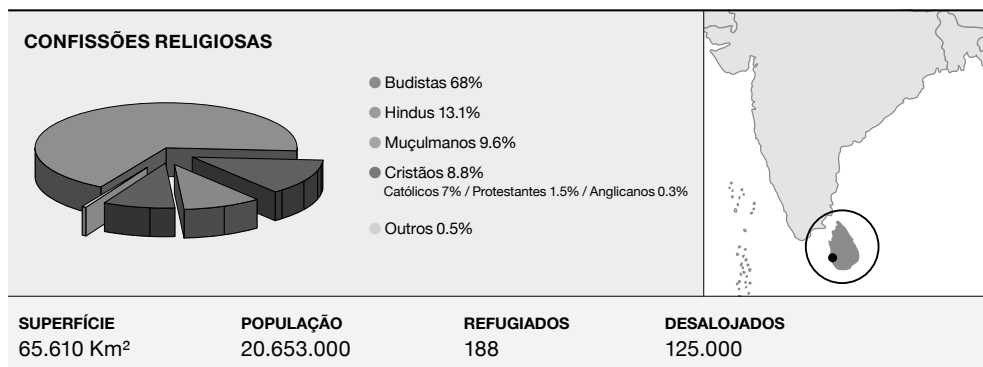 CONFISSÕES RELIGIOSAS
Budistas 68%
Hindus 13.1%
Muçulmanos 9.6%
Cristãos 8.8%
Católicos 7% / Protestantes 1.5% / Anglicanos 0.3%
Outros 0.5%
SUPERFÍCIE POPULAÇÃO REFUGIADOS DESALOJADOS
65.610 Km² 20.653.000 188 125.000